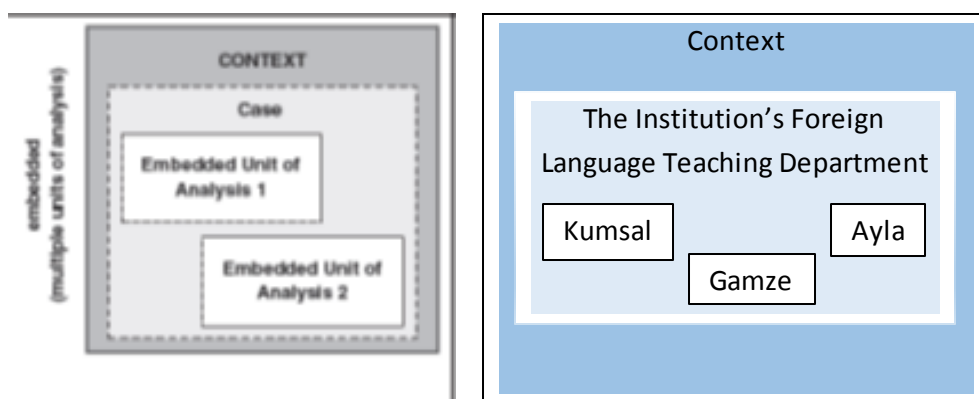 embedded
(multiple units of analysis)
CONTEXT
Case
Embedded Unit of
Analysis 1
Embedded Unit of
Analysis 2
Context
The Institution’s Foreign
Language Teaching Department
Kumsal
Ayla
Gamze